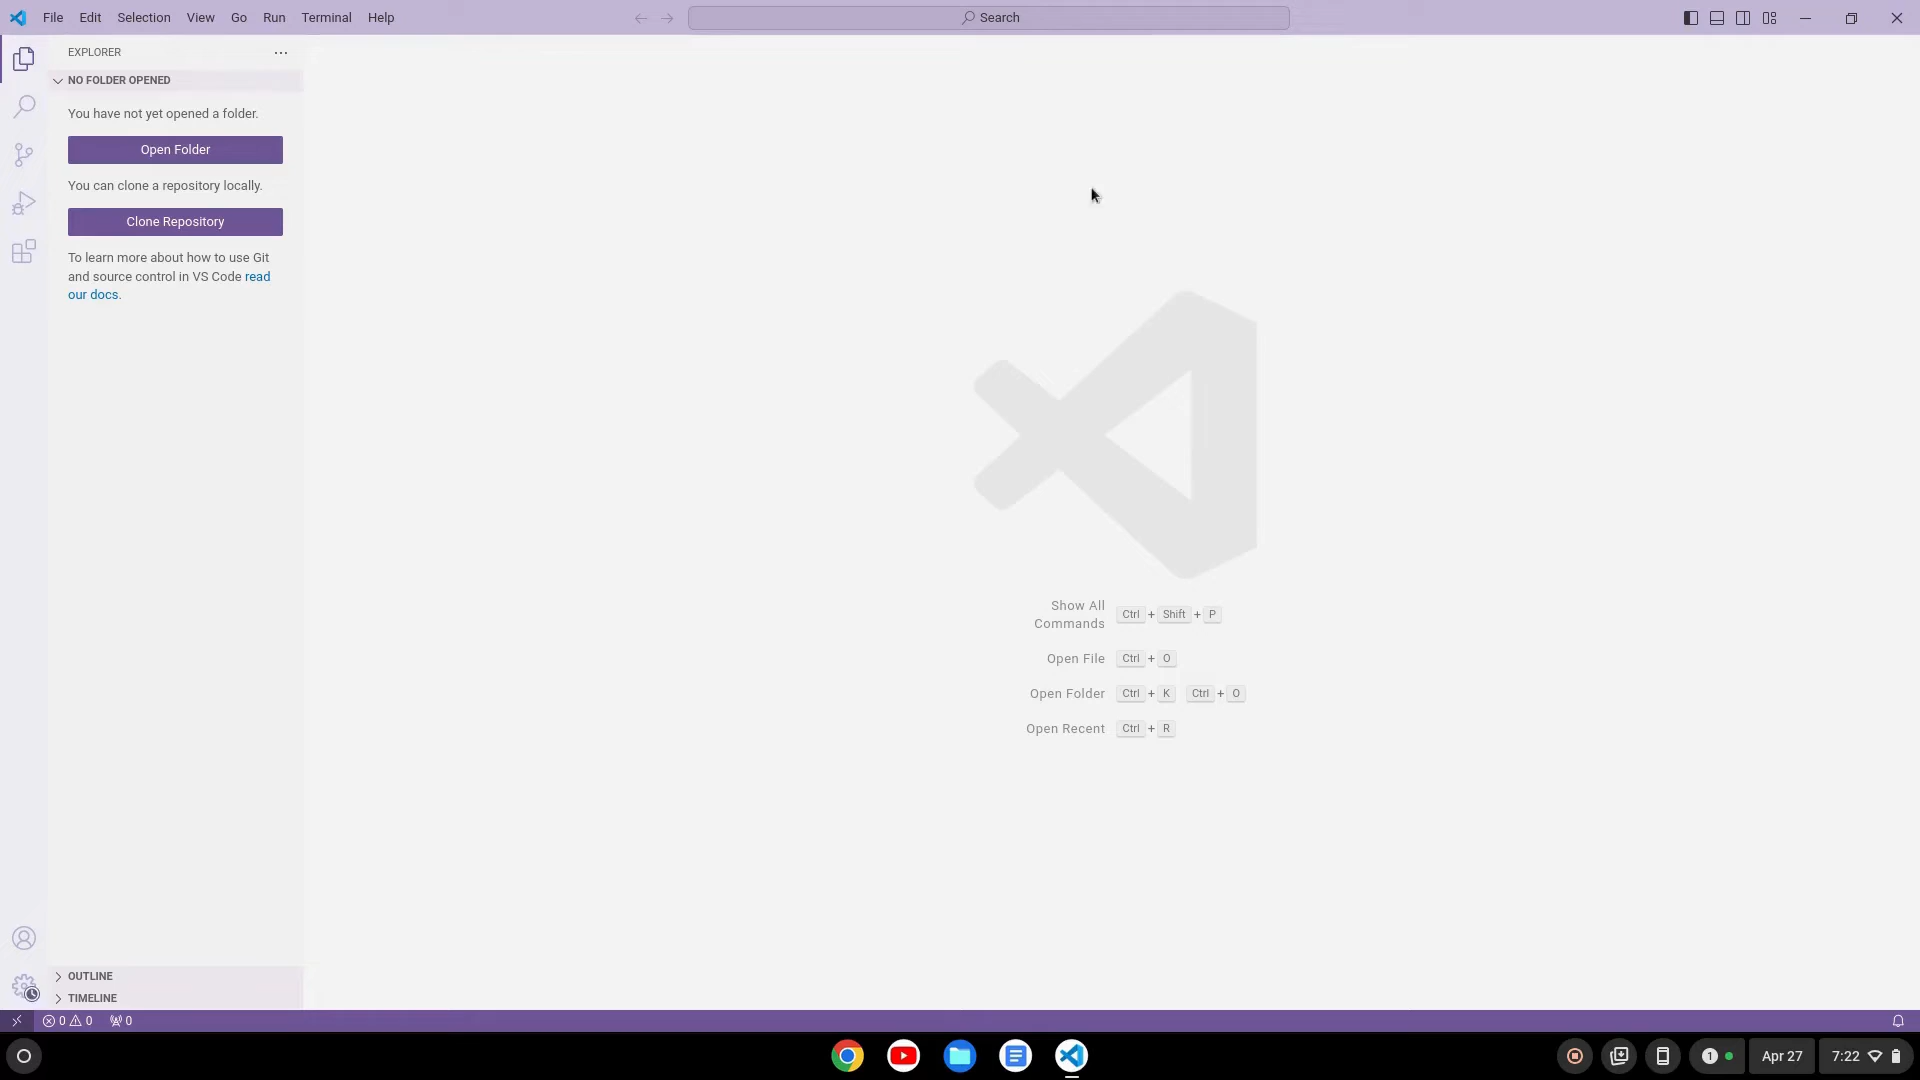 File Edit Selection View Go Run Terminal Help
Search
EXPLORER
NO FOLDER OPENED
You have not yet opened a folder.
Open Folder
You can clone a repository locally.
Clone Repository
To learn more about how to use Git
and source control in VS Code read
our docs.
Show All
Commands
Ctrl + Shift + P
Open File Ctrl + O
Open Folder Ctrl + K Ctrl + O
Open Recent Ctrl + R
OUTLINE
TIMELINE
0 0 0
1 Apr 27 7:22